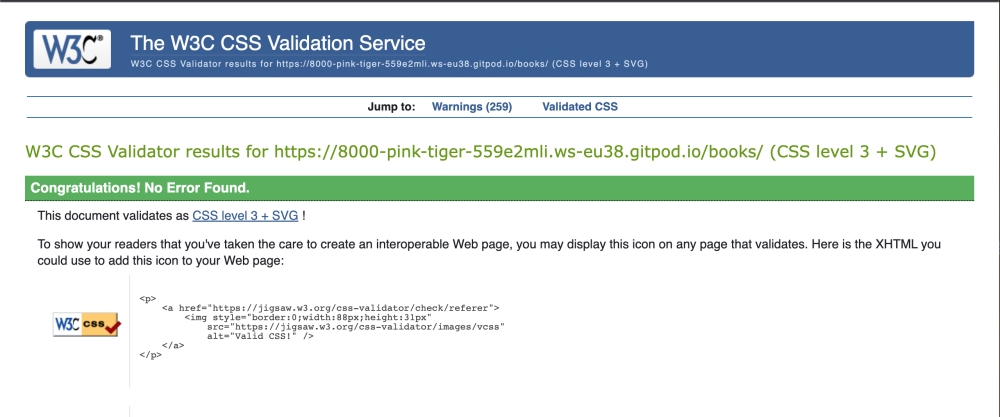 W3C®
The W3C CSS Validation Service
W3C CSS Validator results for https://8000-pink-tiger-559e2mli.ws-eu38.gitpod.io/books/ (CSS level 3 + SVG)
Jump to: Warnings (259) Validated CSS
W3C CSS Validator results for https://8000-pink-tiger-559e2mli.ws-eu38.gitpod.io/books/ (CSS level 3 + SVG)
Congratulations! No Error Found.
This document validates as CSS level 3 + SVG !
To show your readers that you've taken the care to create an interoperable Web page, you may display this icon on any page that validates. Here is the XHTML you
could use to add this icon to your Web page:
W3C css
<p>
<a href="https://jigsaw.w3.org/css-validator/check/referer">
<img style="border:0;width:88px;height:31px"
src="https://jigsaw.w3.org/css-validator/images/vcss"
alt="Valid CSS!" />
</a>
</p>